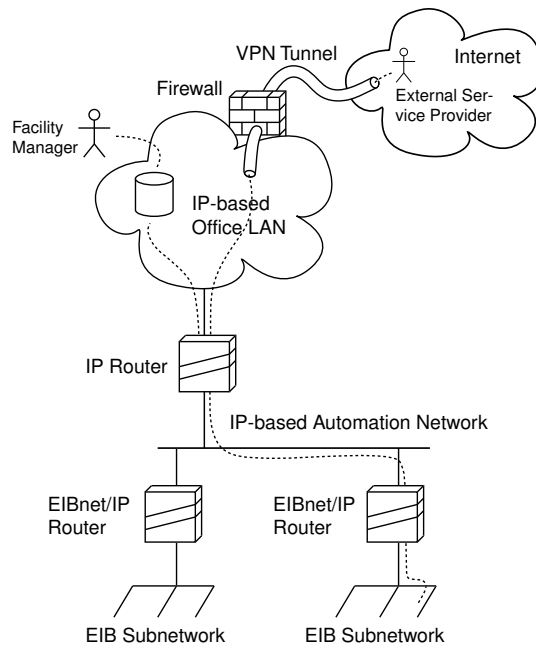 VPN Tunnel
Internet
Firewall
External Ser-
vice Provider
Facility
Manager
IP-based
Office LAN
IP Router
IP-based Automation Network
EIBnet/IP
Router
EIBnet/IP
Router
EIB Subnetwork
EIB Subnetwork